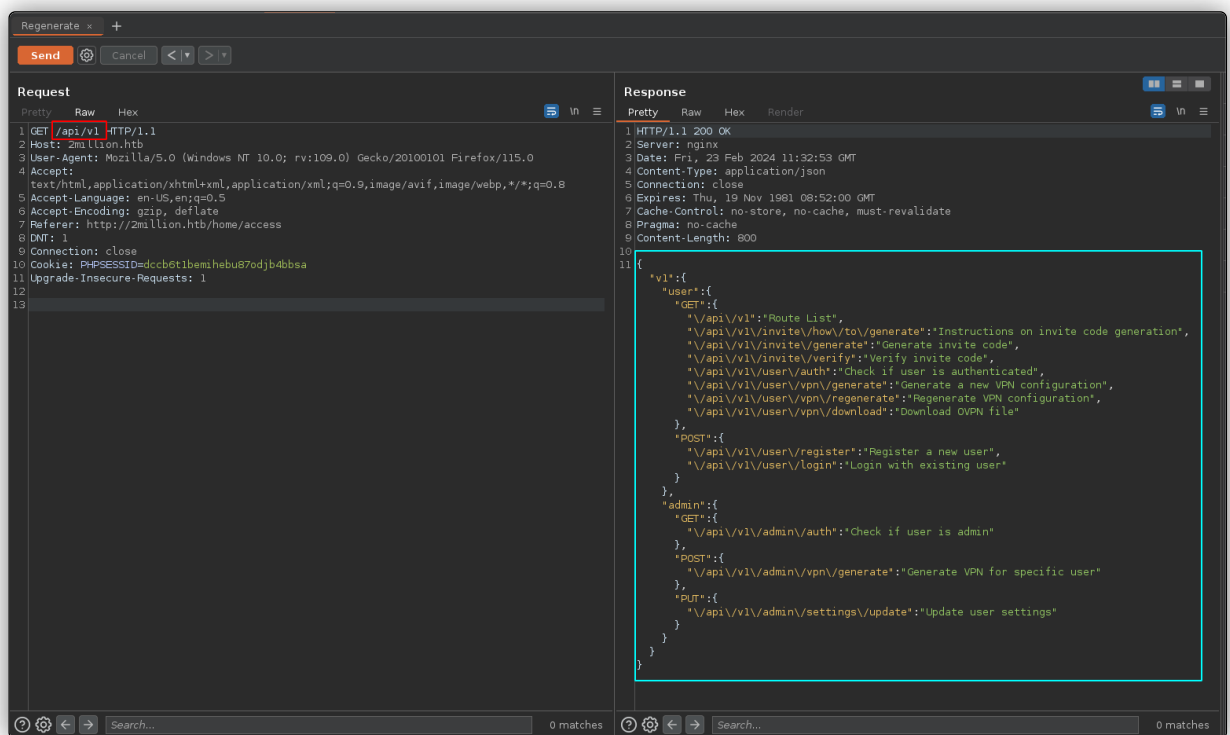 Regenerate × +
Send Cancel < ▾ > ▾
Request
Pretty Raw Hex \n
1 GET /api/v1 HTTP/1.1
2 Host: 2million.htb
3 User-Agent: Mozilla/5.0 (Windows NT 10.0; rv:109.0) Gecko/20100101 Firefox/115.0
4 Accept:
text/html,application/xhtml+xml,application/xml;q=0.9,image/avif,image/webp,*/*;q=0.8
5 Accept-Language: en-US,en;q=0.5
6 Accept-Encoding: gzip, deflate
7 Referer: http://2million.htb/home/access
8 DNT: 1
9 Connection: close
10 Cookie: PHPSESSID=dccb6t1bemihebu87odjb4bbsa
11 Upgrade-Insecure-Requests: 1
12
13
Search... 0 matches
Response
Pretty Raw Hex Render \n
1 HTTP/1.1 200 OK
2 Server: nginx
3 Date: Fri, 23 Feb 2024 11:32:53 GMT
4 Content-Type: application/json
5 Connection: close
6 Expires: Thu, 19 Nov 1981 08:52:00 GMT
7 Cache-Control: no-store, no-cache, must-revalidate
8 Pragma: no-cache
9 Content-Length: 800
10
11 {
"v1":{
"user":{
"GET":{
"\/api\/v1":"Route List",
"\/api\/v1\/invite\/how\/to\/generate":"Instructions on invite code generation",
"\/api\/v1\/invite\/generate":"Generate invite code",
"\/api\/v1\/invite\/verify":"Verify invite code",
"\/api\/v1\/user\/auth":"Check if user is authenticated",
"\/api\/v1\/user\/vpn\/generate":"Generate a new VPN configuration",
"\/api\/v1\/user\/vpn\/regenerate":"Regenerate VPN configuration",
"\/api\/v1\/user\/vpn\/download":"Download OVPN file"
},
"POST":{
"\/api\/v1\/user\/register":"Register a new user",
"\/api\/v1\/user\/login":"Login with existing user"
}
},
"admin":{
"GET":{
"\/api\/v1\/admin\/auth":"Check if user is admin"
},
"POST":{
"\/api\/v1\/admin\/vpn\/generate":"Generate VPN for specific user"
},
"PUT":{
"\/api\/v1\/admin\/settings\/update":"Update user settings"
}
}
}
}
Search... 0 matches